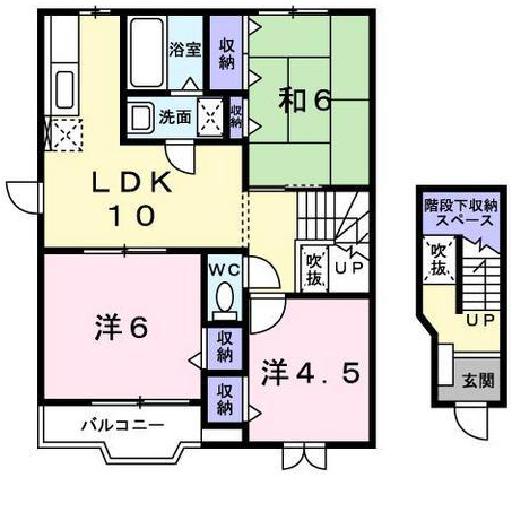 浴室
収納
和6
洗面
収納
LDK
10
階段下収納
スペース
吹抜
UP
WC
吹抜
UP
洋6
収納
洋4.5
収納
玄関
バルコニー